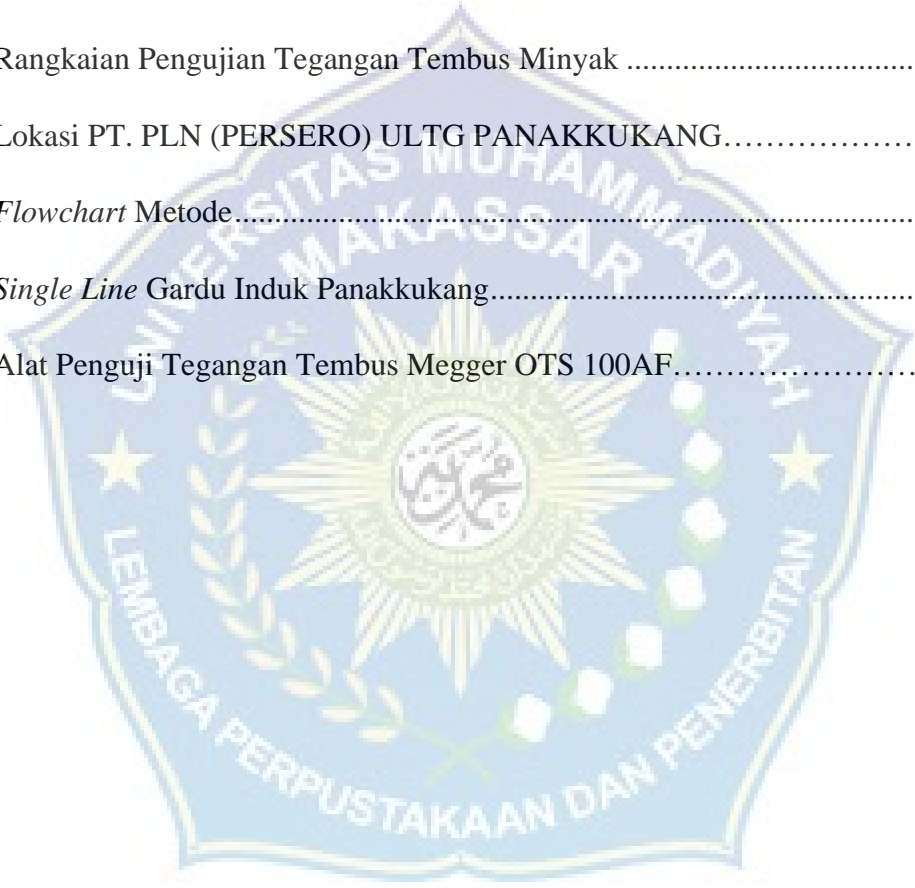 Rangkaian Pengujian Tegangan Tembus Minyak ....................................
Lokasi PT. PLN (PERSERO) ULTG PANAKKUKANG..................
Flowchart Metode....................................................................................
Single Line Gardu Induk Panakkukang.....................................................
Alat Penguji Tegangan Tembus Megger OTS 100AF.......................
UNIVERSITAS MUHAMMADIYAH
MAKASSAR
LEMBAGA PERPUSTAKAAN DAN PENERBITAN